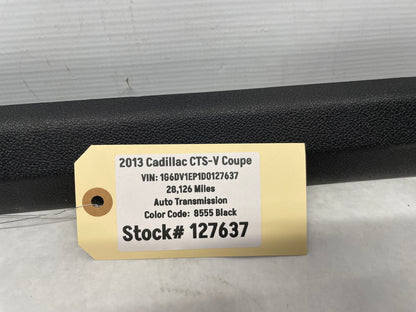 2013 Cadillac CTS-V Coupe
VIN: 1G6DV1EP1D0127637
28,126 Miles
Auto Transmission
Color Code: 8555 Black
Stock# 127637